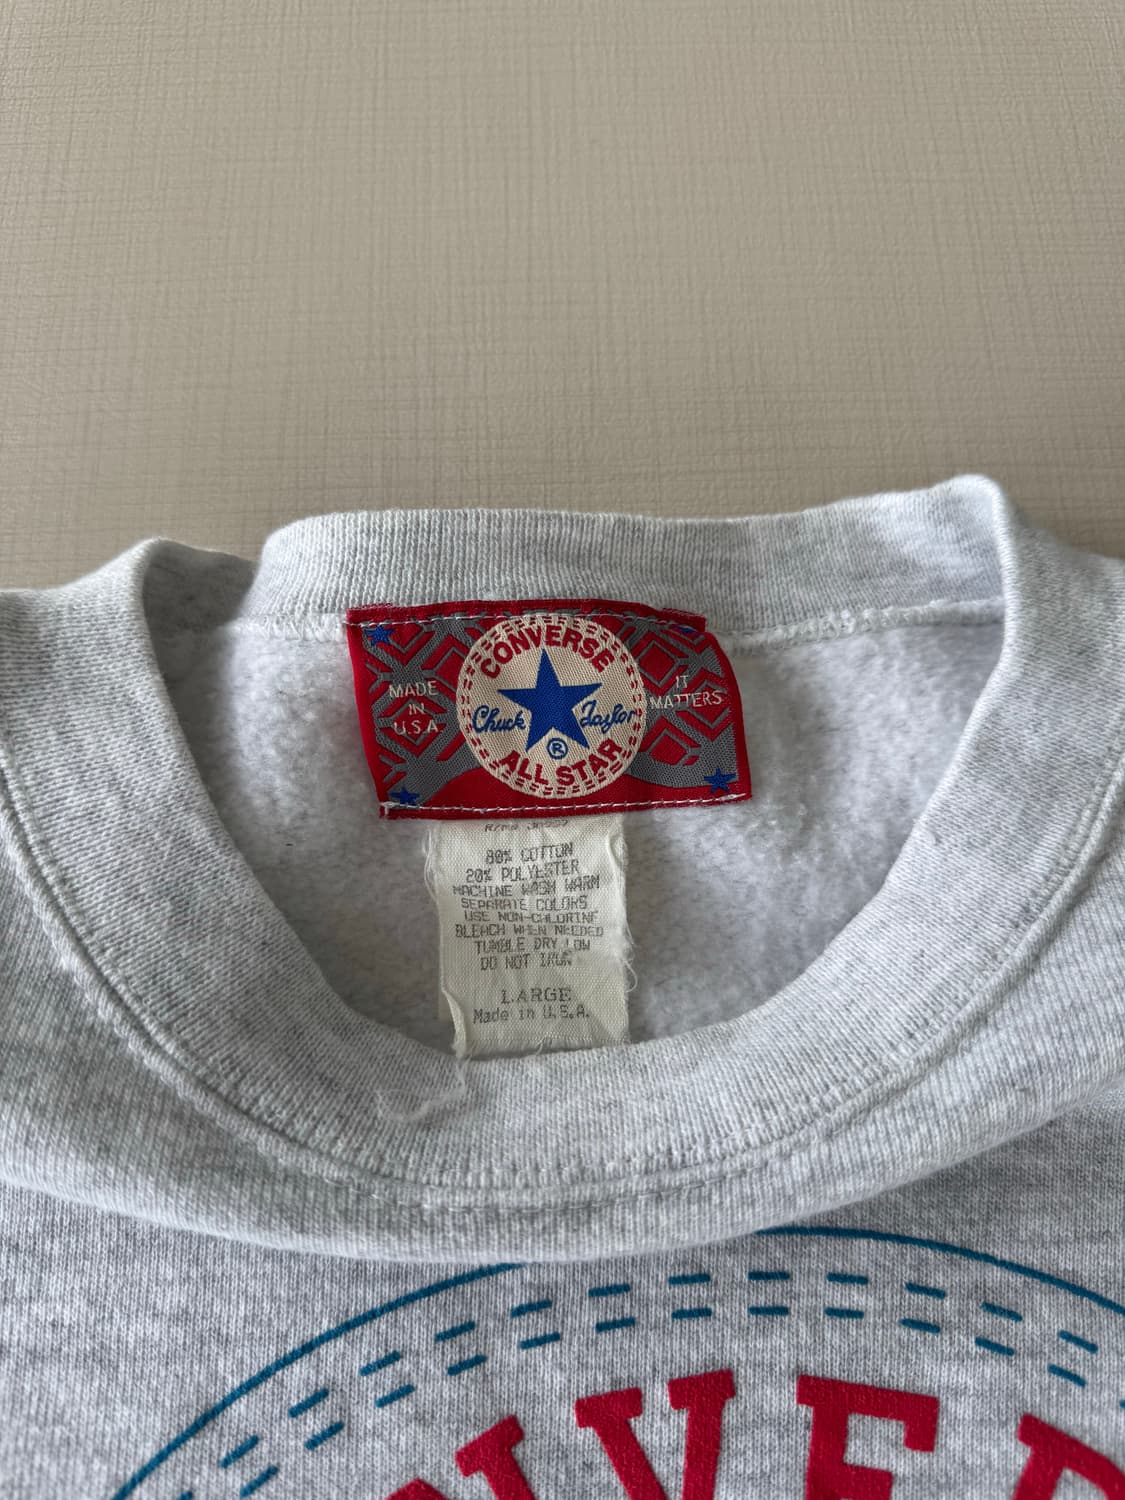 CONVERSE
MADE
IN
U.S.A.
IT
MATTERS
Chuck Taylor
®
ALL STAR
80% COTTON
20% POLYESTER
MACHINE WASH WARM
SEPARATE COLORS
USE NON-CHLORINE
BLEACH WHEN NEEDED
TUMBLE DRY LOW
DO NOT IRON
LARGE
Made in U.S.A.
NVER